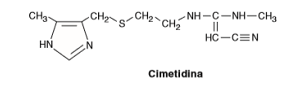 CH₃ CH₂ S CH₂ CH₂ NH—C—NH—CH₃
HN N HC—C≡N
Cimetidina